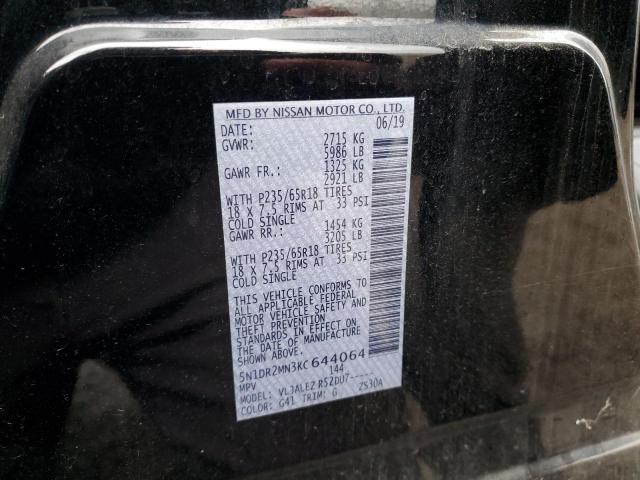 MFD BY NISSAN MOTOR CO., LTD.
DATE: 06/19
GVWR: 2715 KG
5986 LB
GAWR FR.: 1325 KG
2921 LB
WITH P235/65R18 TIRES
18 X 7.5 RIMS AT 33 PSI
COLD SINGLE
GAWR RR.: 1454 KG
3205 LB
WITH P235/65R18 TIRES
18 X 7.5 RIMS AT 33 PSI
COLD SINGLE
THIS VEHICLE CONFORMS TO
ALL APPLICABLE FEDERAL
MOTOR VEHICLE SAFETY AND
THEFT PREVENTION
STANDARDS IN EFFECT ON
THE DATE OF MANUFACTURE
SHOWN ABOVE.
5N1DR2MN3KC644064
MPV 144
MODEL: VL3ALEZ R52DU7-----
COLOR: G41 TRIM: G ZS30A